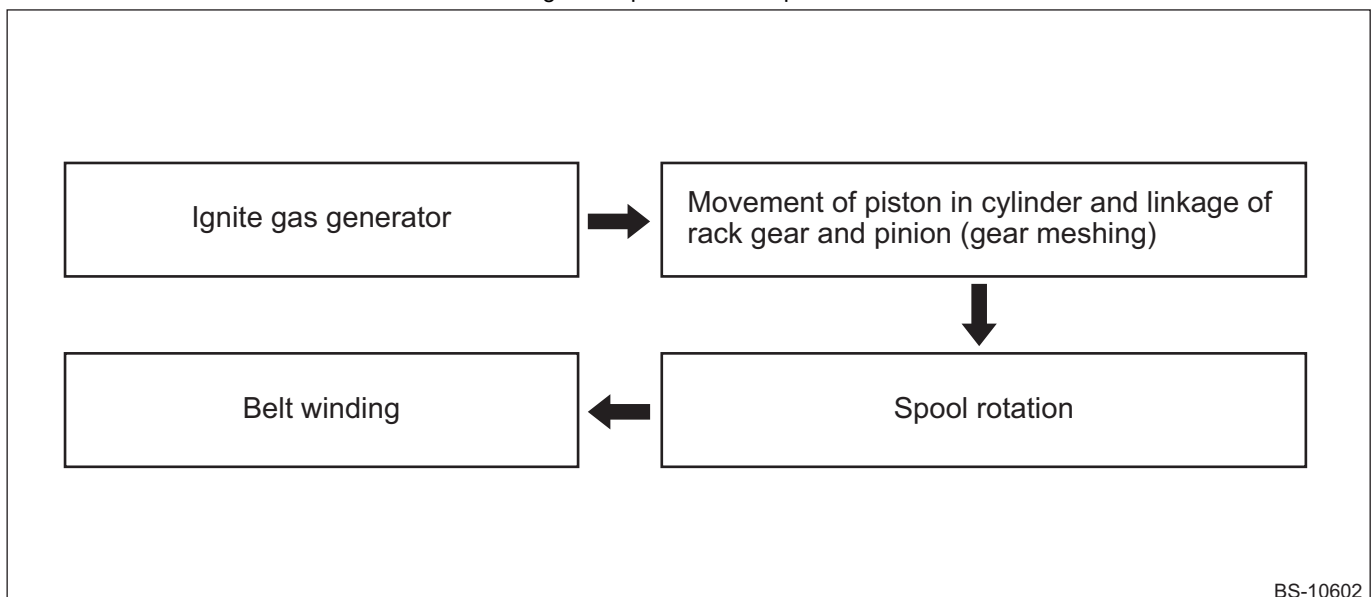 Ignite gas generator
Movement of piston in cylinder and linkage of
rack gear and pinion (gear meshing)
Belt winding
Spool rotation
BS-10602